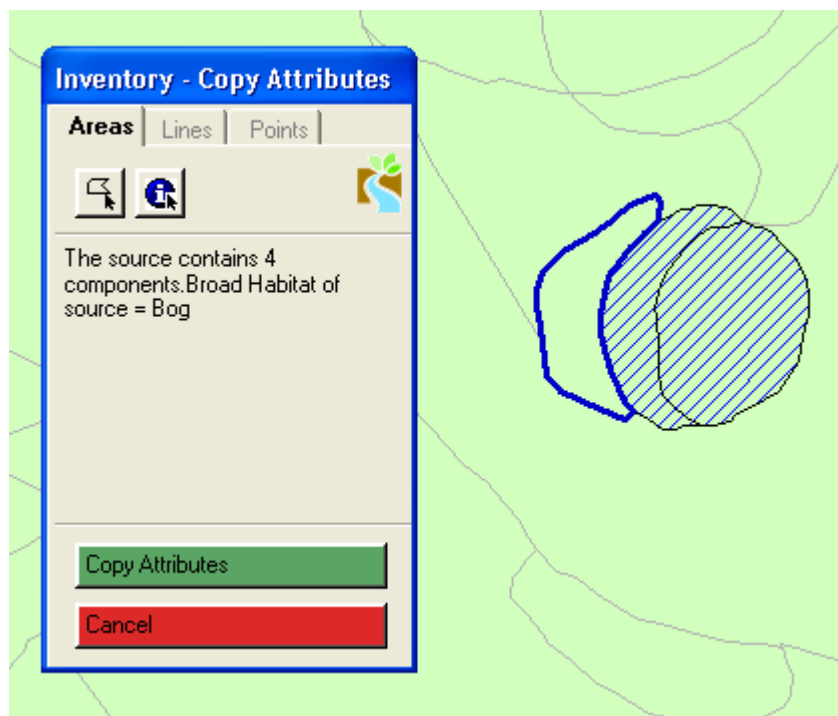 Inventory - Copy Attributes
Areas Lines Points
The source contains 4
components.Broad Habitat of
source = Bog
Copy Attributes
Cancel